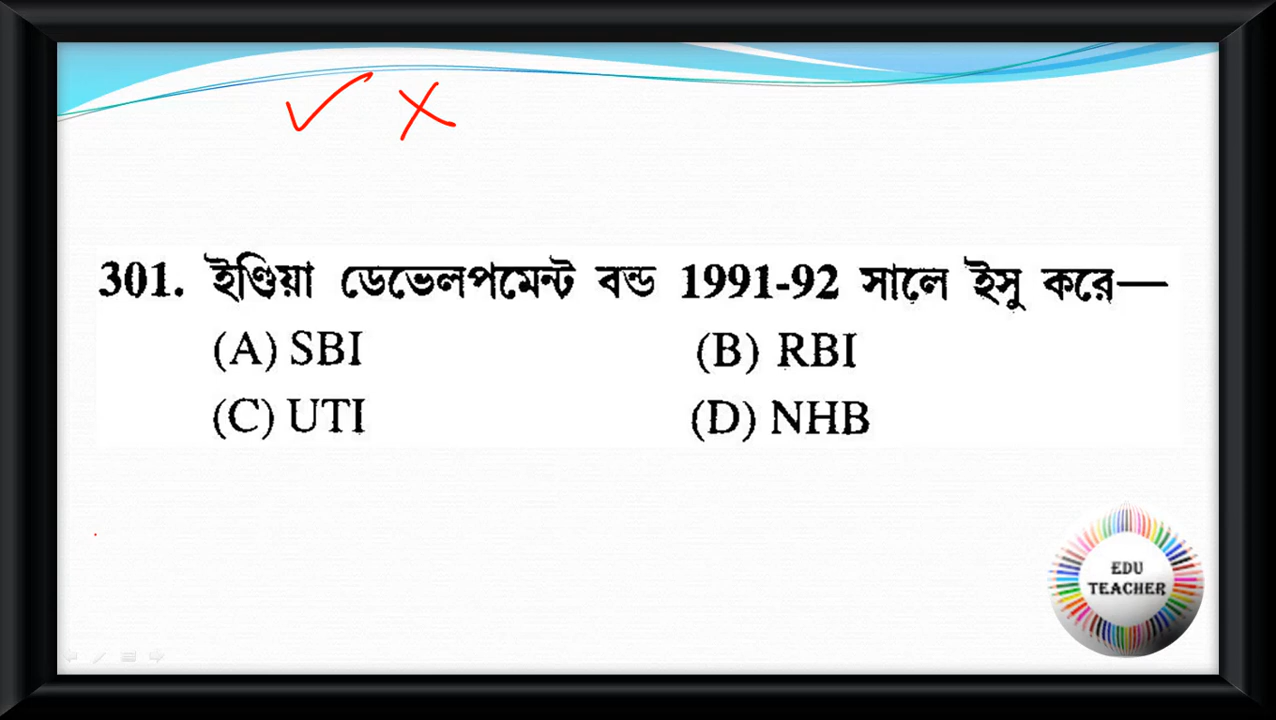 301. ইণ্ডিয়া ডেভেলপমেন্ট বন্ড 1991-92 সালে ইসু করে—
(A) SBI (B) RBI
(C) UTI (D) NHB
EDU
TEACHER